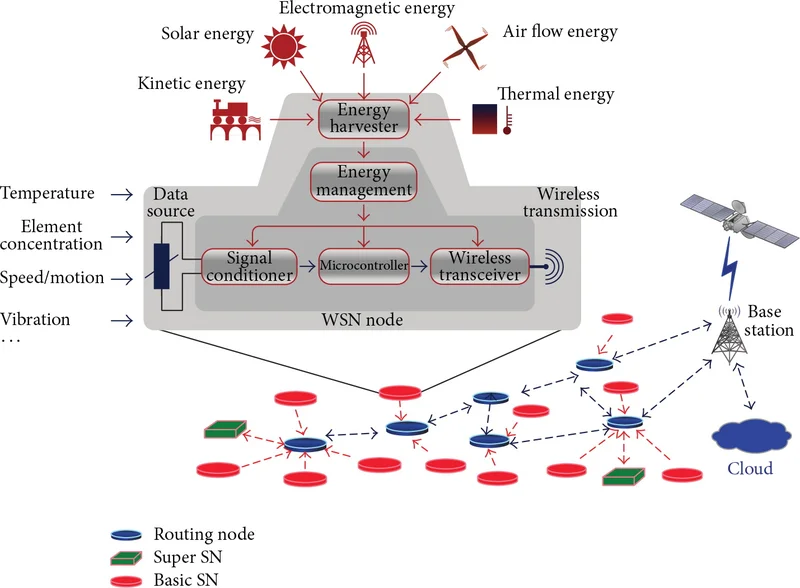 Electromagnetic energy
Solar energy
Air flow energy
Kinetic energy
Thermal energy
Energy
harvester
Energy
management
Temperature
Element
concentration
Speed/motion
Vibration
…
Data
source
Wireless
transmission
Signal
conditioner
Microcontroller
Wireless
transceiver
WSN node
Base
station
Cloud
Routing node
Super SN
Basic SN